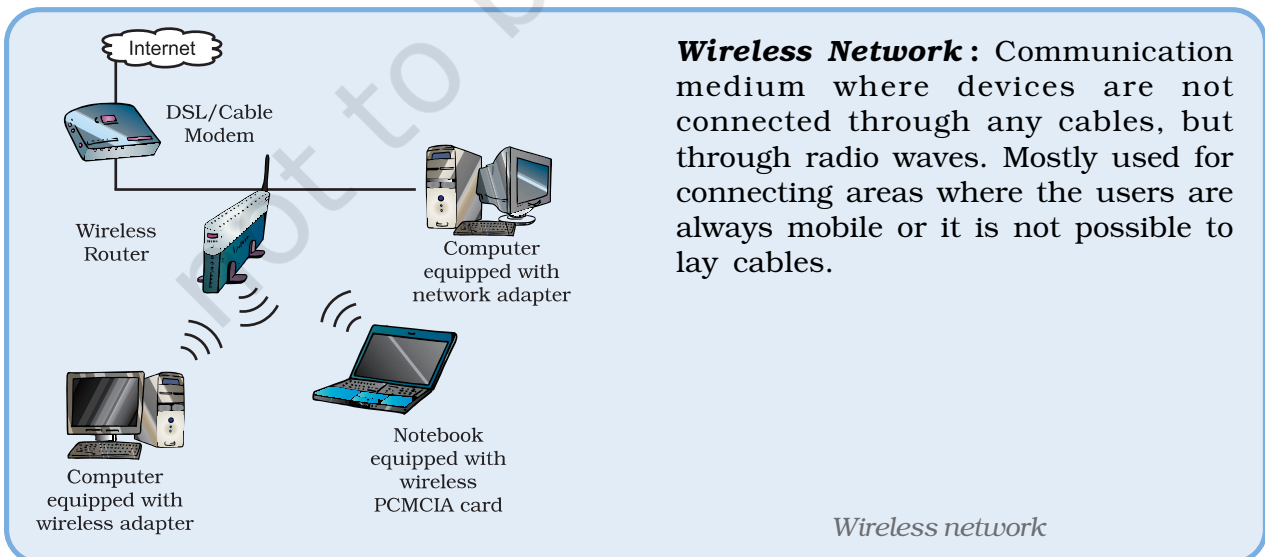 Internet
DSL/Cable
Modem
Wireless
Router
Computer
equipped with
network adapter
Computer
equipped with
wireless adapter
Notebook
equipped with
wireless
PCMCIA card
Wireless Network : Communication
medium where devices are not
connected through any cables, but
through radio waves. Mostly used for
connecting areas where the users are
always mobile or it is not possible to
lay cables.
Wireless network
not to b